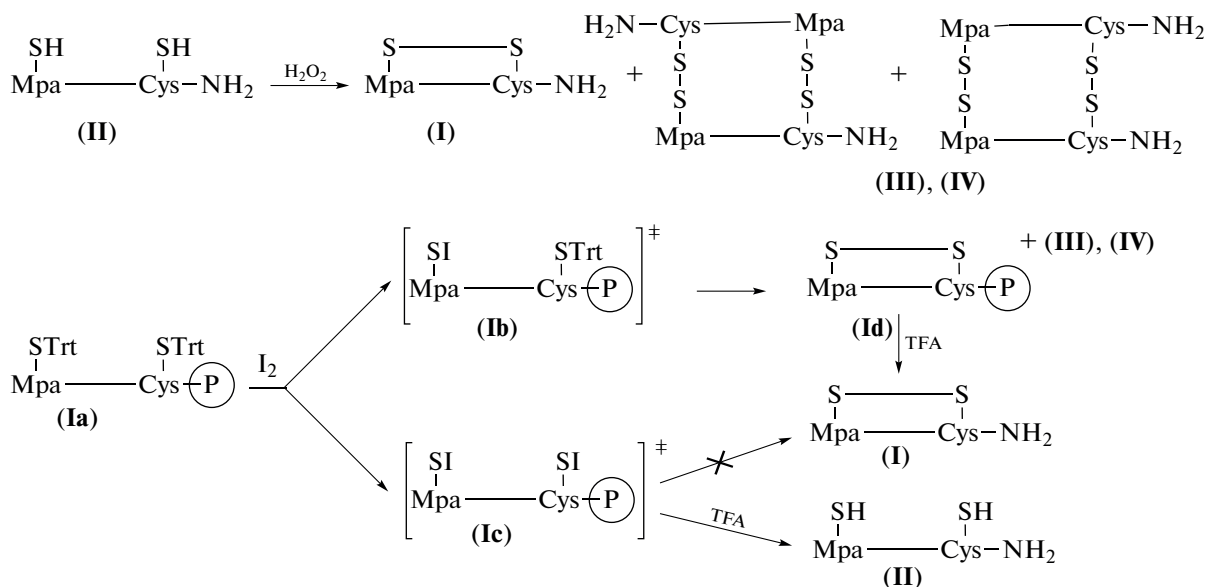 SH SH
Mpa Cys NH2
(II)
H2O2
S S
Mpa Cys NH2
(I)
+
H2N Cys Mpa
S S
S S
Mpa Cys NH2
+
Mpa Cys NH2
S S
S S
Mpa Cys NH2
(III), (IV)
STrt STrt
Mpa Cys P
(Ia)
I2
SI STrt ‡
Mpa Cys P
(Ib)
S S + (III), (IV)
Mpa Cys P
(Id)
TFA
SI SI ‡
Mpa Cys P
(Ic)
S S
Mpa Cys NH2
(I)
TFA
SH SH
Mpa Cys NH2
(II)